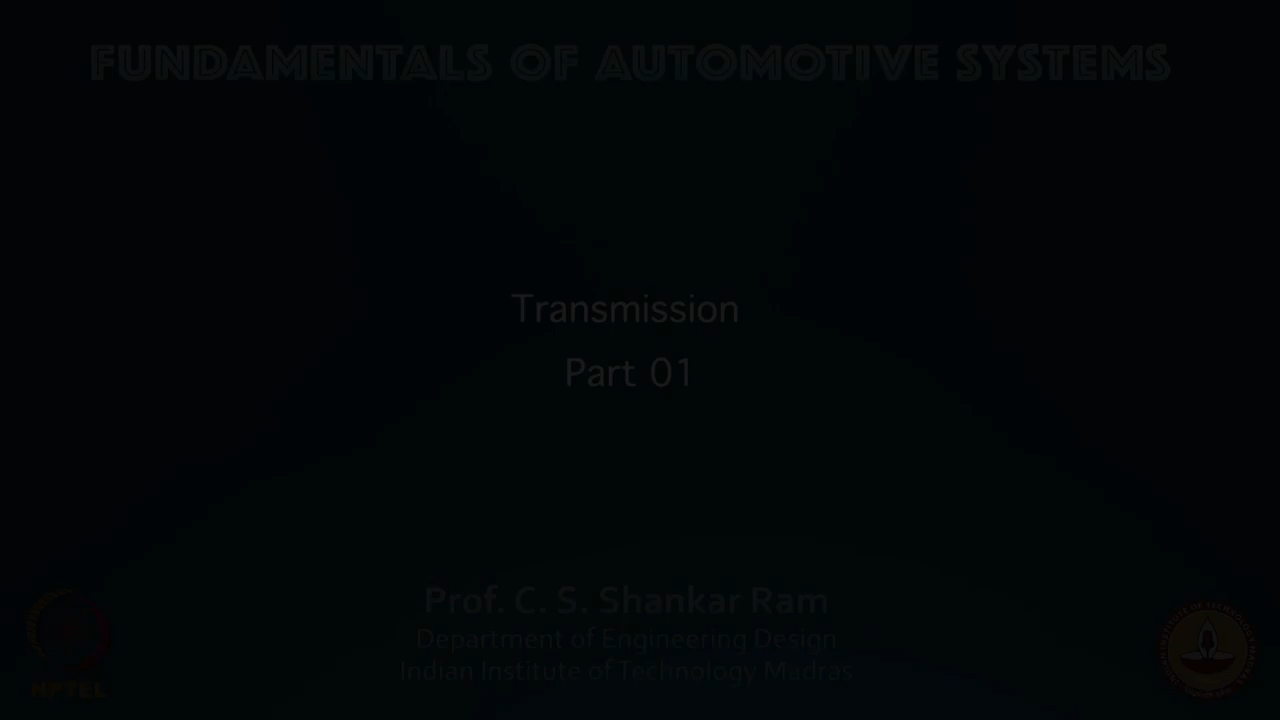 FUNDAMENTALS OF AUTOMOTIVE SYSTEMS
Transmission
Part 01
Prof. C. S. Shankar Ram
Department of Engineering Design
Indian Institute of Technology Madras
NPTEL